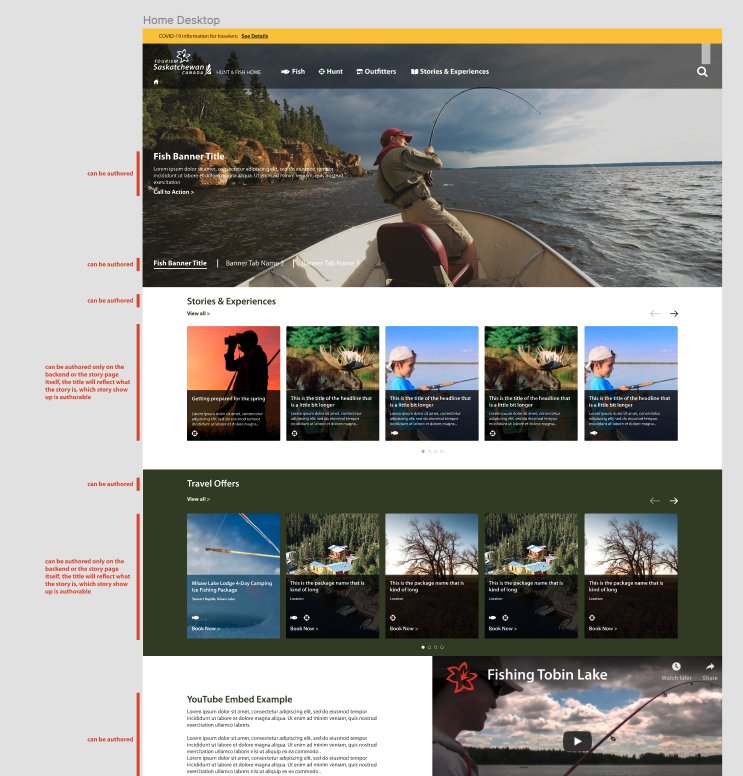 Home Desktop
COVID-19 Information for travelers: See Details
TOURISM
Saskatchewan
CANADA
HUNT & FISH HOME
Fish
Hunt
Outfitters
Stories & Experiences
can be authored
Fish Banner Title
Lorem ipsum dolor sit amet, consectetur adipiscing elit, sed do eiusmod tempor
incididunt ut labore et dolore magna aliqua. Ut enim ad minim veniam, quis nostrud
exercitation
Call to Action >
can be authored
Fish Banner Title
Banner Tab Name 2
Banner Tab Name 3
can be authored
Stories & Experiences
View all >
can be authored only on the
backend or the story page
itself, the title will reflect what
the story is, which story show
up is authorable
Getting prepared for the spring
Lorem ipsum dolor sit amet, consectetur
adipiscing elit, sed do eiusmod tempor
incididunt ut labore et dolore magna...
This is the title of the headline that
is a little bit longer
Lorem ipsum dolor sit amet, consectetur
adipiscing elit, sed do eiusmod tempor
incididunt ut labore et dolore magna...
This is the title of the headline that
is a little bit longer
Lorem ipsum dolor sit amet, consectetur
adipiscing elit, sed do eiusmod tempor
incididunt ut labore et dolore magna...
This is the title of the headline that
is a little bit longer
Lorem ipsum dolor sit amet, consectetur
adipiscing elit, sed do eiusmod tempor
incididunt ut labore et dolore magna...
This is the title of the headline that
is a little bit longer
Lorem ipsum dolor sit amet, consectetur
adipiscing elit, sed do eiusmod tempor
incididunt ut labore et dolore magna...
can be authored
Travel Offers
View all >
can be authored only on the
backend or the story page
itself, the title will reflect what
the story is, which story show
up is authorable
Misaw Lake Lodge 4-Day Camping
Ice Fishing Package
Stewart Rapids, Misaw Lake
Book Now >
This is the package name that is
kind of long
Location
Book Now >
This is the package name that is
kind of long
Location
Book Now >
This is the package name that is
kind of long
Location
Book Now >
This is the package name that is
kind of long
Location
Book Now >
can be authored
YouTube Embed Example
Lorem ipsum dolor sit amet, consectetur adipiscing elit, sed do eiusmod tempor
incididunt ut labore et dolore magna aliqua. Ut enim ad minim veniam, quis nostrud
exercitation ullamco laboris
Lorem ipsum dolor sit amet, consectetur adipiscing elit, sed do eiusmod tempor
incididunt ut labore et dolore magna aliqua. Ut enim ad minim veniam, quis nostrud
exercitation ullamco laboris nisi ut aliquip ex ea commodo .
Lorem ipsum dolor sit amet, consectetur adipiscing elit, sed do eiusmod tempor
incididunt ut labore et dolore magna aliqua. Ut enim ad minim veniam, quis nostrud
exercitation ullamco laboris nisi ut aliquip ex ea commodo .
Fishing Tobin Lake
Watch later
Share